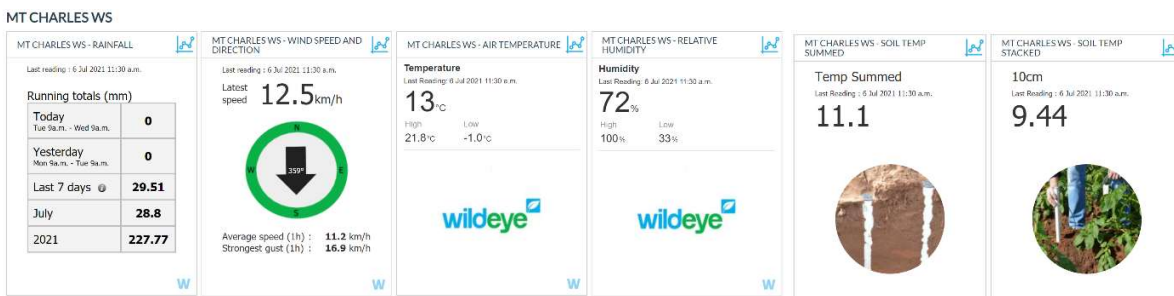 MT CHARLES WS
MT CHARLES WS - RAINFALL
Last reading : 6 Jul 2021 11:30 a.m.
Running totals (mm)
Today
Tue 9a.m. - Wed 9a.m.
0
Yesterday
Mon 9a.m. - Tue 9a.m.
0
Last 7 days
29.51
July
28.8
2021
227.77
W
MT CHARLES WS - WIND SPEED AND
DIRECTION
Last reading : 6 Jul 2021 11:30 a.m.
Latest
speed
12.5km/h
N
W
359°
E
S
Average speed (1h) : 11.2 km/h
Strongest gust (1h) : 16.9 km/h
W
MT CHARLES WS - AIR TEMPERATURE
Temperature
Last Reading: 6 Jul 2021 11:30 a.m.
13°C
High Low
21.8°C -1.0°C
wildeye
W
MT CHARLES WS - RELATIVE
HUMIDITY
Humidity
Last Reading: 6 Jul 2021 11:30 a.m.
72%
High Low
100% 33%
wildeye
W
MT CHARLES WS - SOIL TEMP
SUMMED
Temp Summed
Last Reading : 6 Jul 2021 11:30 a.m.
11.1
MT CHARLES WS - SOIL TEMP
STACKED
10cm
Last Reading : 6 Jul 2021 11:30 a.m.
9.44